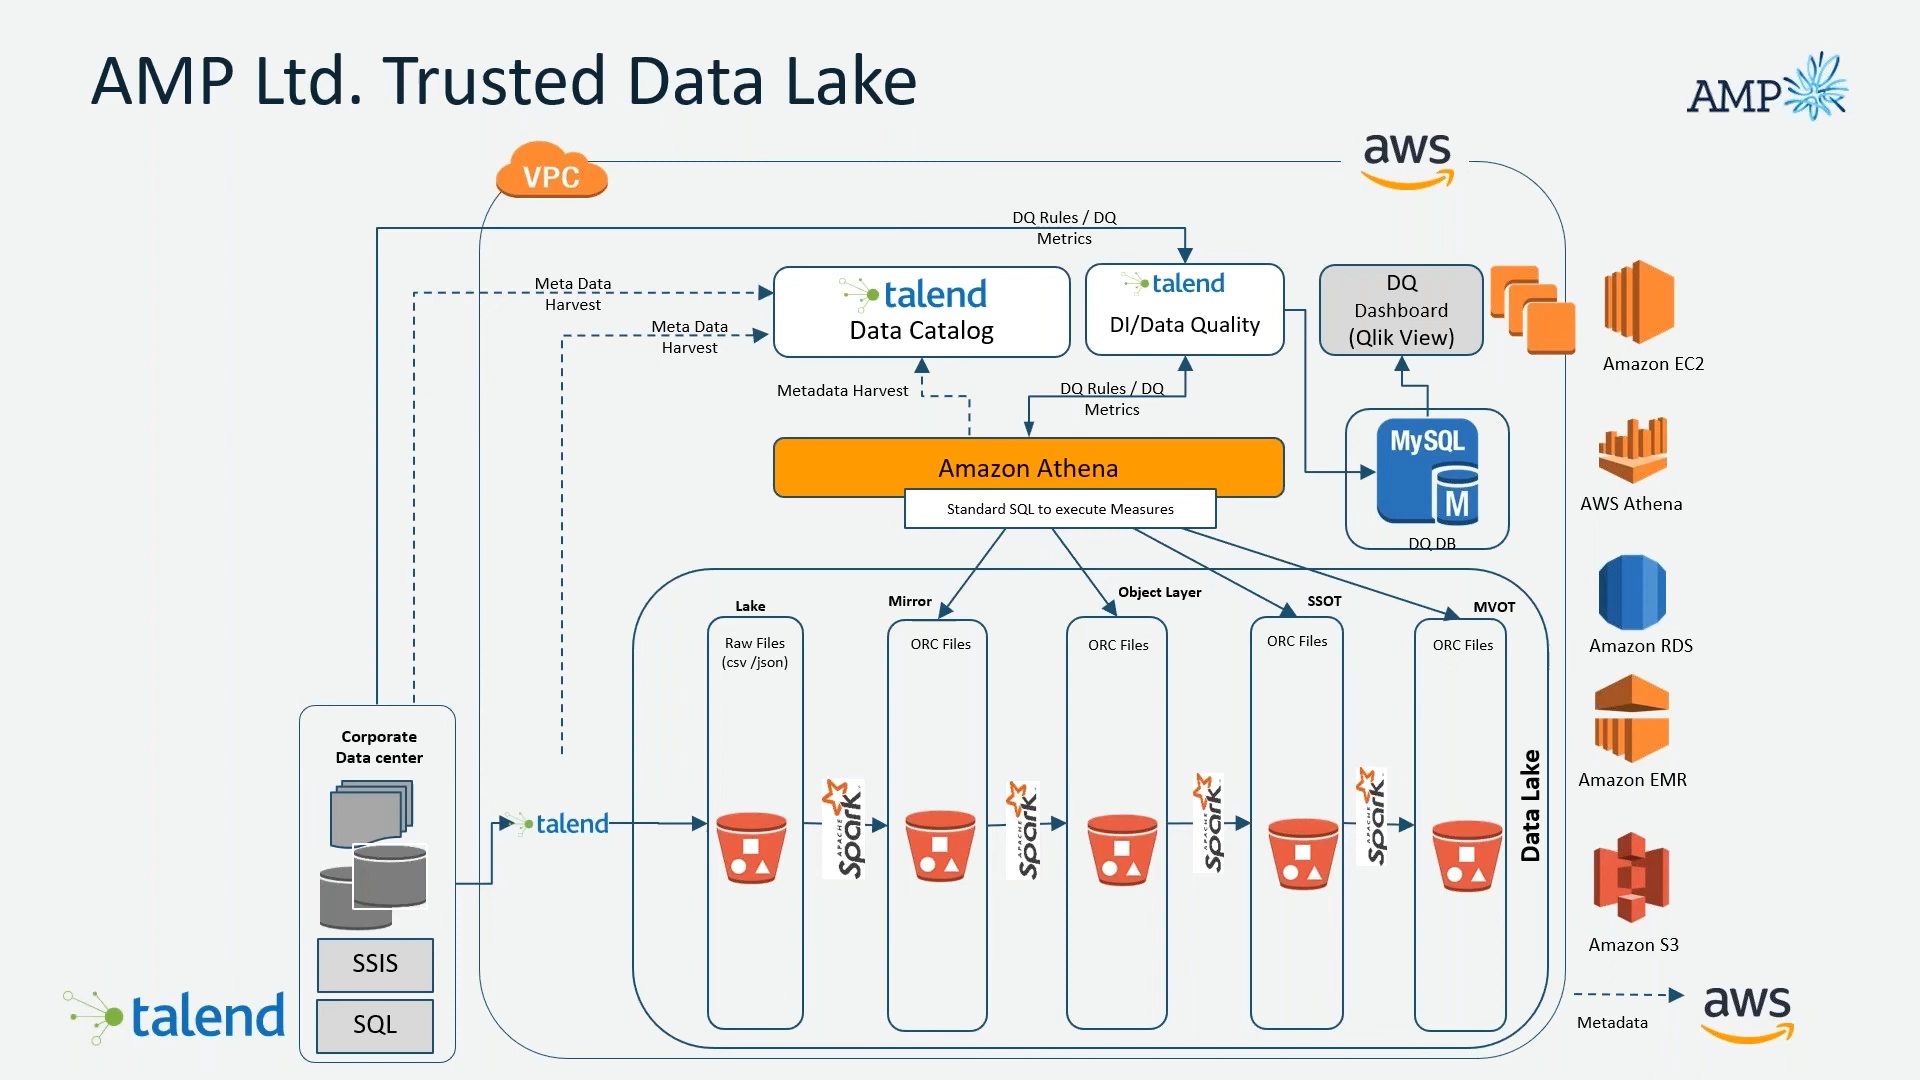 AMP Ltd. Trusted Data Lake
AMP
VPC
aws
DQ Rules / DQ
Metrics
Meta Data
Harvest
Meta Data
Harvest
talend
Data Catalog
talend
DI/Data Quality
DQ
Dashboard
(Qlik View)
Amazon EC2
Metadata Harvest
DQ Rules / DQ
Metrics
Amazon Athena
Standard SQL to execute Measures
MySQL
M
DQ DB
AWS Athena
Lake
Raw Files
(csv /json)
Mirror
ORC Files
Object Layer
ORC Files
SSOT
ORC Files
MVOT
ORC Files
Amazon RDS
Corporate
Data center
SSIS
SQL
talend
APACHE
Spark
APACHE
Spark
APACHE
Spark
APACHE
Spark
Data Lake
Amazon EMR
Amazon S3
Metadata
aws
talend